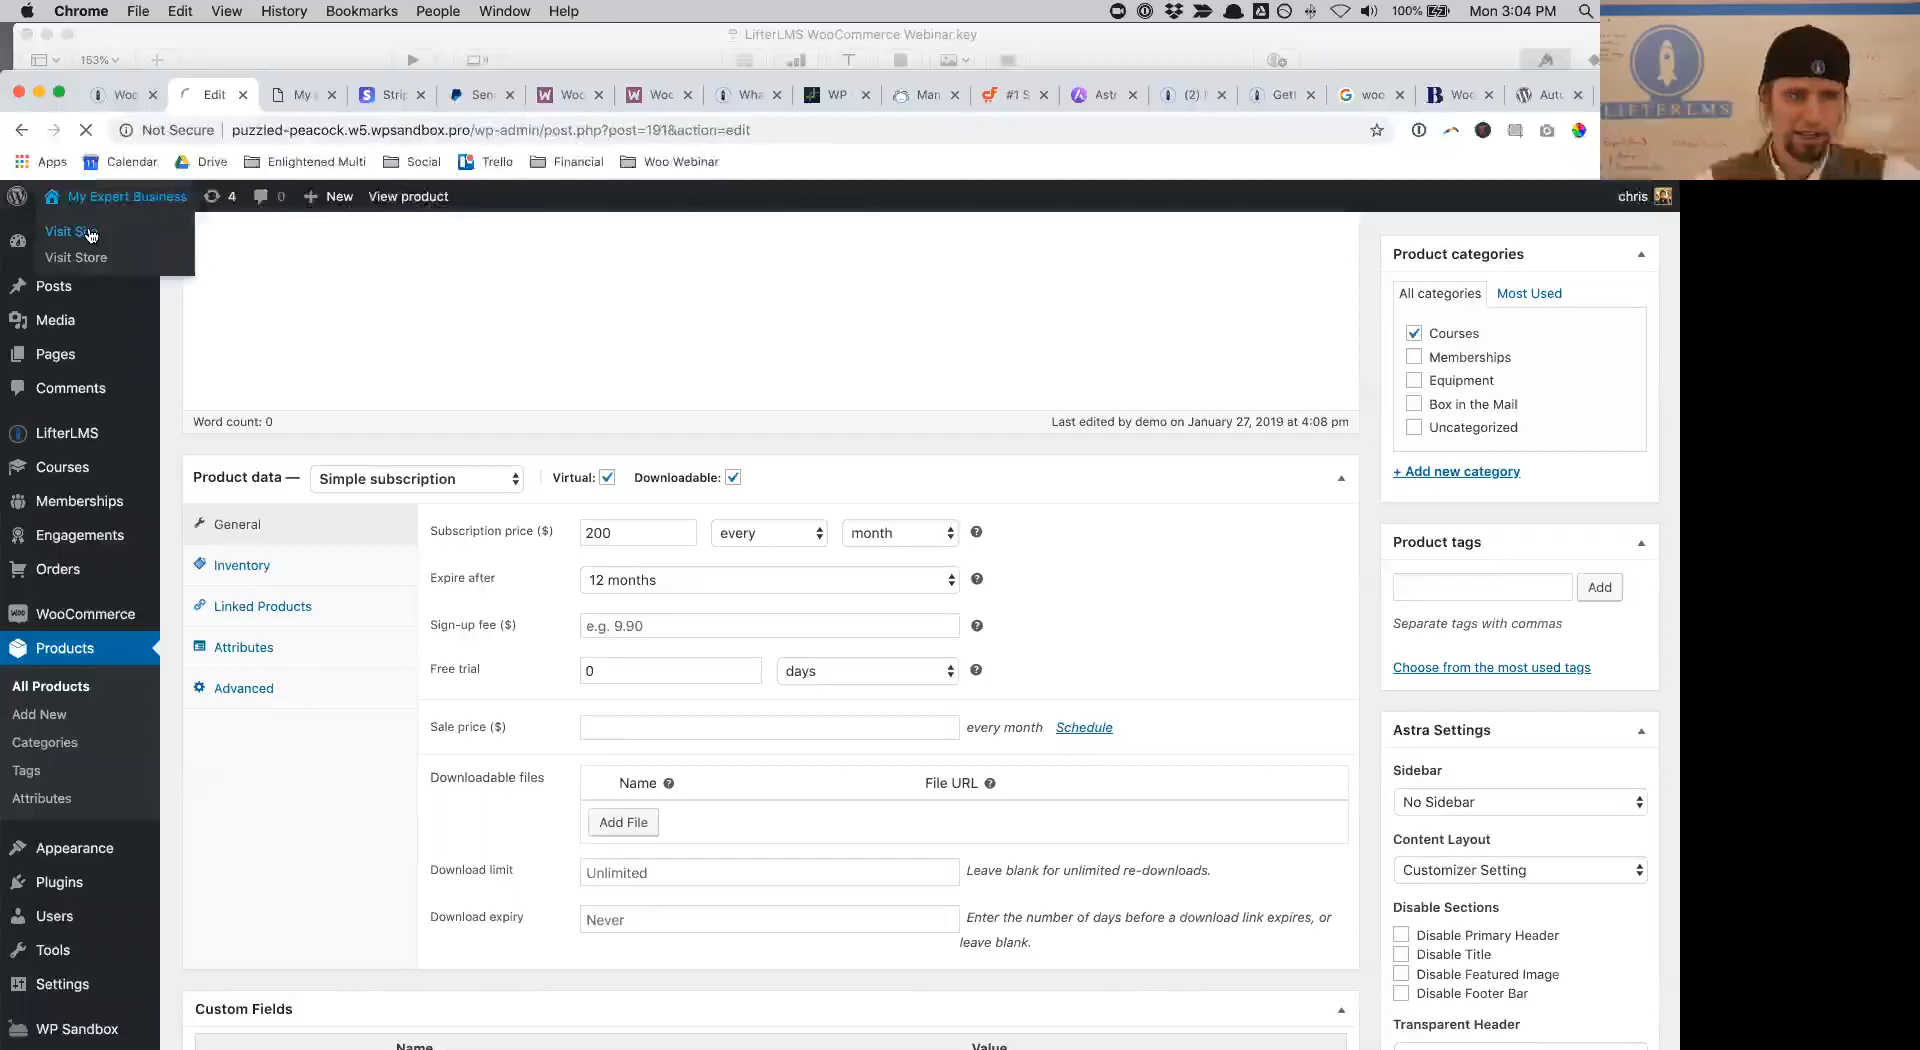 Chrome File Edit View History Bookmarks People Window Help 100% Mon 3:04 PM
LifterLMS WooCommerce Webinar.key
153%
Woo Edit My Strip Sen Woo Woo Wha WP Man #1 S Astr (2) Gett woo Woo Auto
Not Secure puzzled-peacock.w5.wpsandbox.pro/wp-admin/post.php?post=191&action=edit
Apps Calendar Drive Enlightened Multi Social Trello Financial Woo Webinar
LIFTERLMS
My Expert Business 4 0 New View product chris
Visit Site
Visit Store
Posts
Media
Pages
Comments
LifterLMS
Courses
Memberships
Engagements
Orders
WooCommerce
Products
All Products
Add New
Categories
Tags
Attributes
Appearance
Plugins
Users
Tools
Settings
WP Sandbox
Word count: 0 Last edited by demo on January 27, 2019 at 4:08 pm
Product data — Simple subscription Virtual: Downloadable:
General
Inventory
Linked Products
Attributes
Advanced
Subscription price ($) 200 every month
Expire after 12 months
Sign-up fee ($) e.g. 9.90
Free trial 0 days
Sale price ($) every month Schedule
Downloadable files Name File URL
Add File
Download limit Unlimited Leave blank for unlimited re-downloads.
Download expiry Never Enter the number of days before a download link expires, or
leave blank.
Custom Fields
Name Value
Product categories
All categories Most Used
Courses
Memberships
Equipment
Box in the Mail
Uncategorized
+ Add new category
Product tags
Add
Separate tags with commas
Choose from the most used tags
Astra Settings
Sidebar
No Sidebar
Content Layout
Customizer Setting
Disable Sections
Disable Primary Header
Disable Title
Disable Featured Image
Disable Footer Bar
Transparent Header